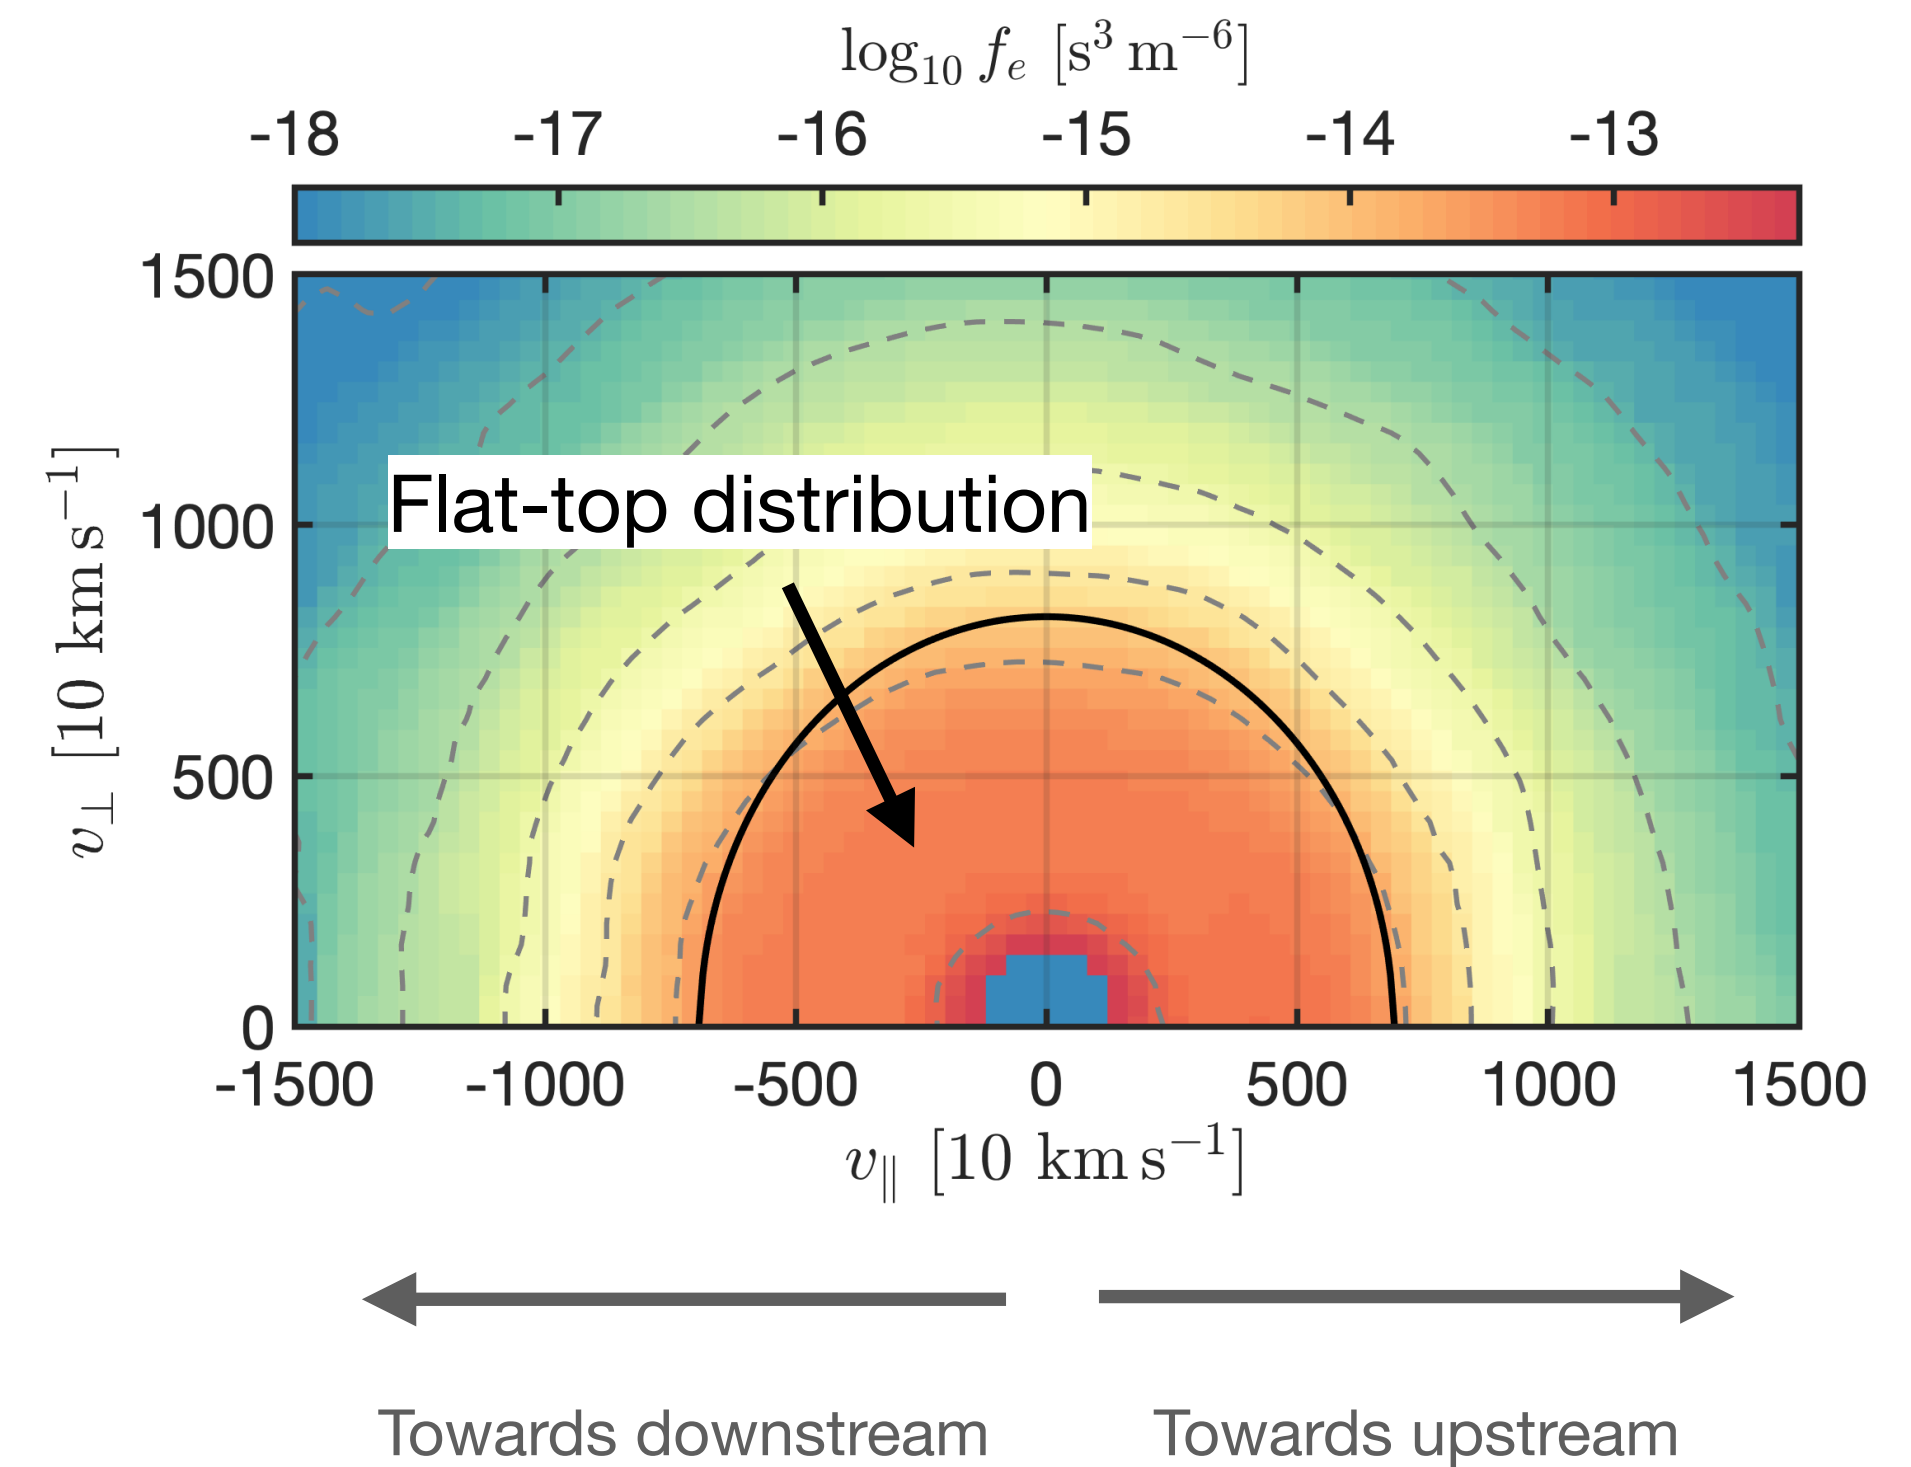 log₁₀ fₑ [s³ m⁻⁶]
-18 -17 -16 -15 -14 -13
1500
1000
500
0
v⊥ [10 km s⁻¹]
Flat-top distribution
-1500 -1000 -500 0 500 1000 1500
v∥ [10 km s⁻¹]
Towards downstream Towards upstream